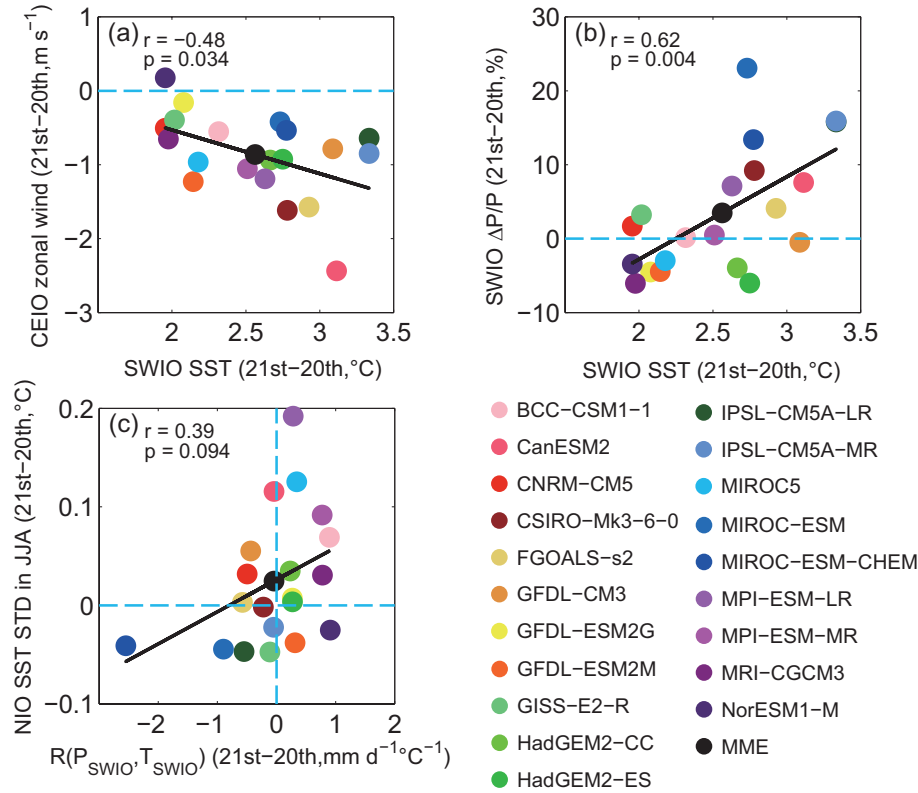 (a)
r = −0.48
p = 0.034
1
0
−1
−2
−3
2
2.5
3
3.5
CEIO zonal wind (21st−20th,m s⁻¹)
SWIO SST (21st−20th,°C)
(b)
r = 0.62
p = 0.004
30
20
10
0
−10
2
2.5
3
3.5
SWIO ΔP/P (21st−20th,%)
SWIO SST (21st−20th,°C)
(c)
r = 0.39
p = 0.094
0.2
0.1
0
−0.1
−2
−1
0
1
2
NIO SST STD in JJA (21st−20th,°C)
R(P_SWIO,T_SWIO) (21st−20th,mm d⁻¹°C⁻¹)
BCC−CSM1−1
CanESM2
CNRM−CM5
CSIRO−Mk3−6−0
FGOALS−s2
GFDL−CM3
GFDL−ESM2G
GFDL−ESM2M
GISS−E2−R
HadGEM2−CC
HadGEM2−ES
IPSL−CM5A−LR
IPSL−CM5A−MR
MIROC5
MIROC−ESM
MIROC−ESM−CHEM
MPI−ESM−LR
MPI−ESM−MR
MRI−CGCM3
NorESM1−M
MME